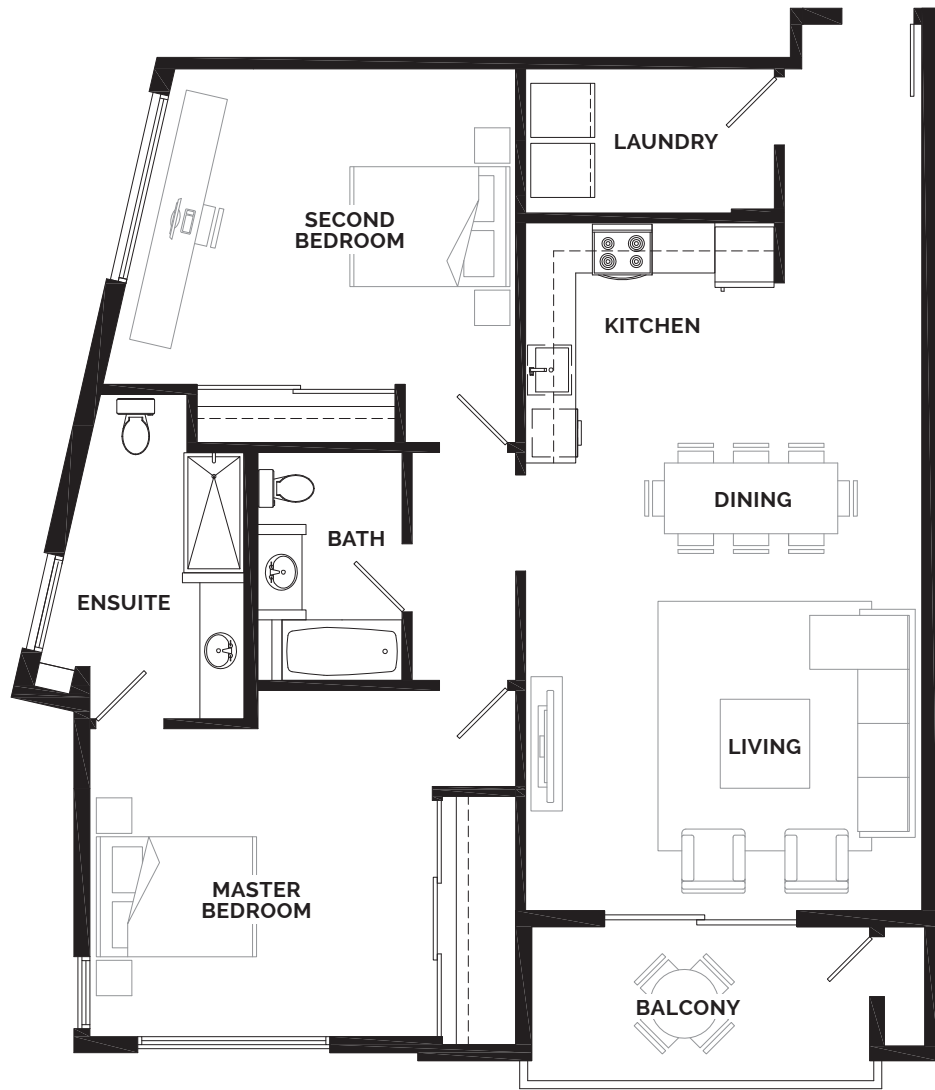 LAUNDRY
SECOND
BEDROOM
KITCHEN
DINING
BATH
ENSUITE
LIVING
MASTER
BEDROOM
BALCONY